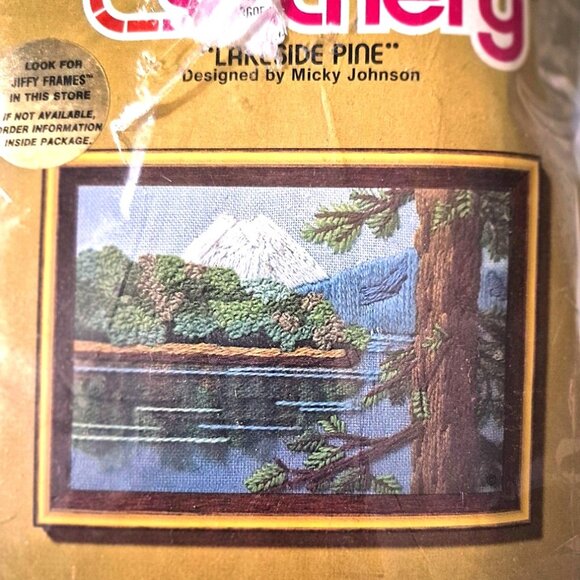 "LAKESIDE PINE"
Designed by Micky Johnson
LOOK FOR
JIFFY FRAMES™
IN THIS STORE
IF NOT AVAILABLE,
ORDER INFORMATION
INSIDE PACKAGE.
©